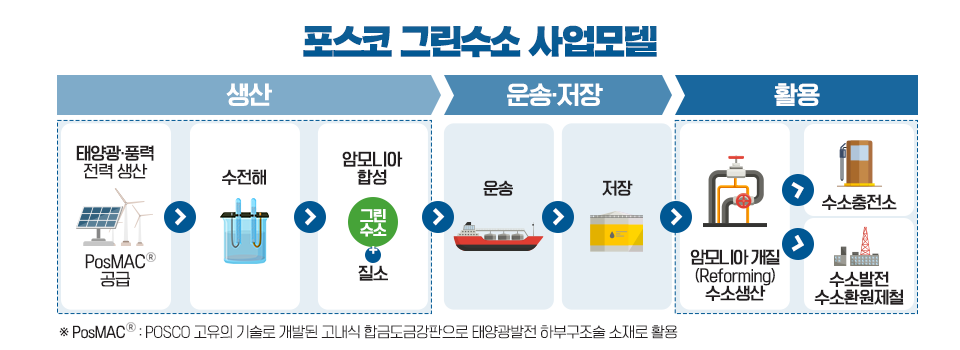 포스코 그린수소 사업모델
생산
운송·저장
활용
태양광·풍력
전력 생산
PosMAC®
공급
수전해
암모니아
합성
그린
수소
+
질소
운송
저장
암모니아 개질
(Reforming)
수소생산
수소충전소
수소발전
수소환원제철
※ PosMAC® : POSCO 고유의 기술로 개발된 고내식 합금도금강판으로 태양광발전 하부구조술 소재로 활용